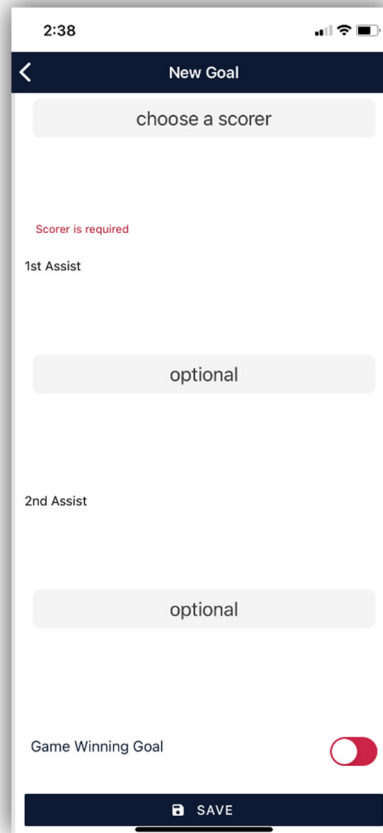 2:38
New Goal
choose a scorer
Scorer is required
1st Assist
optional
2nd Assist
optional
Game Winning Goal
SAVE